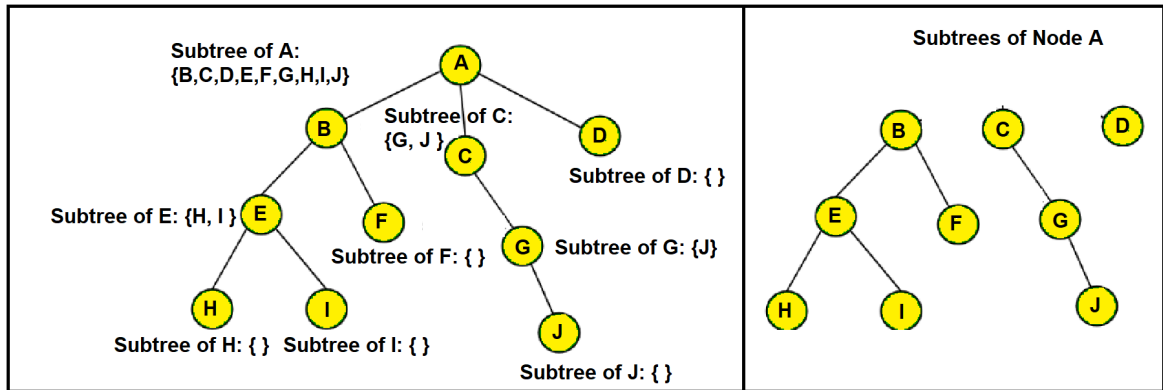 Subtree of A:
{B,C,D,E,F,G,H,I,J}
A
B
Subtree of C:
{G, J }
C
D
Subtree of D: { }
Subtree of E: {H, I }
E
F
Subtree of F: { }
G
Subtree of G: {J}
H
I
J
Subtree of H: { }
Subtree of I: { }
Subtree of J: { }
Subtrees of Node A
B
C
D
E
F
G
H
I
J